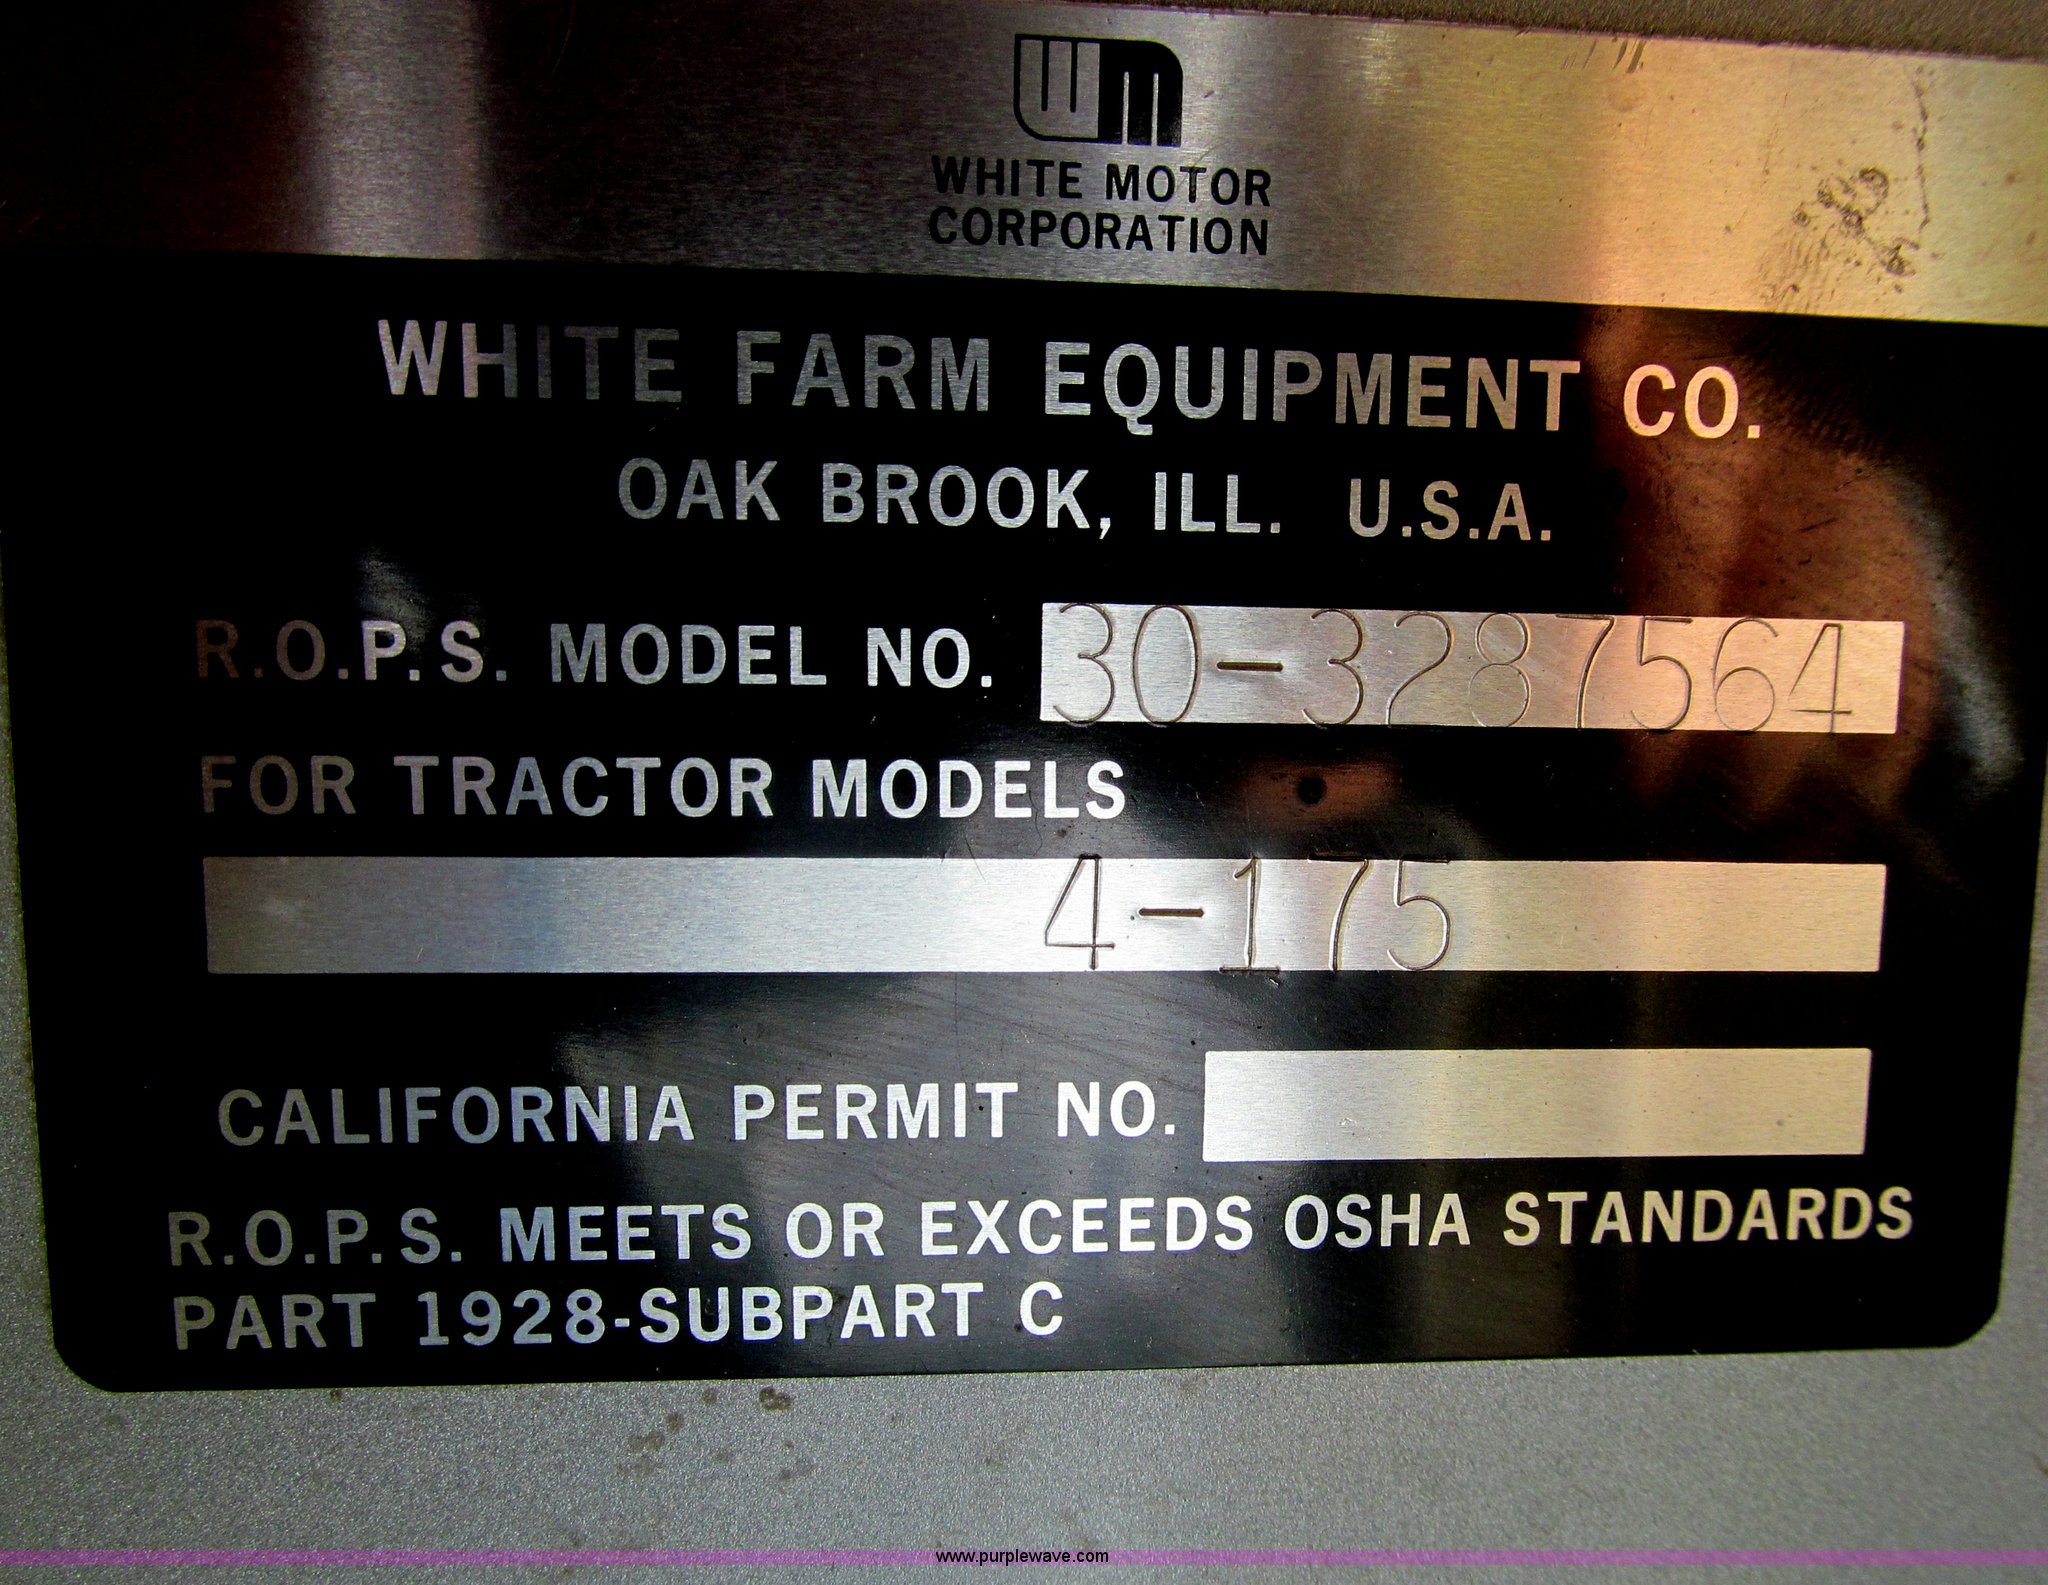 WM
WHITE MOTOR
CORPORATION
WHITE FARM EQUIPMENT CO.
OAK BROOK, ILL. U.S.A.
R.O.P.S. MODEL NO. 30-3287564
FOR TRACTOR MODELS
4-175
CALIFORNIA PERMIT NO.
R.O.P.S. MEETS OR EXCEEDS OSHA STANDARDS
PART 1928-SUBPART C
www.purplewave.com